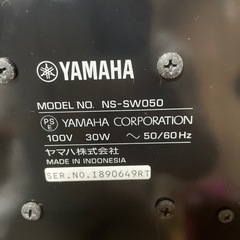 YAMAHA
MODEL NO. NS-SW050
PS E YAMAHA CORPORATION
100V 30W ～ 50/60Hz
ヤマハ株式会社
MADE IN INDONESIA
SER.NO.1890649RT